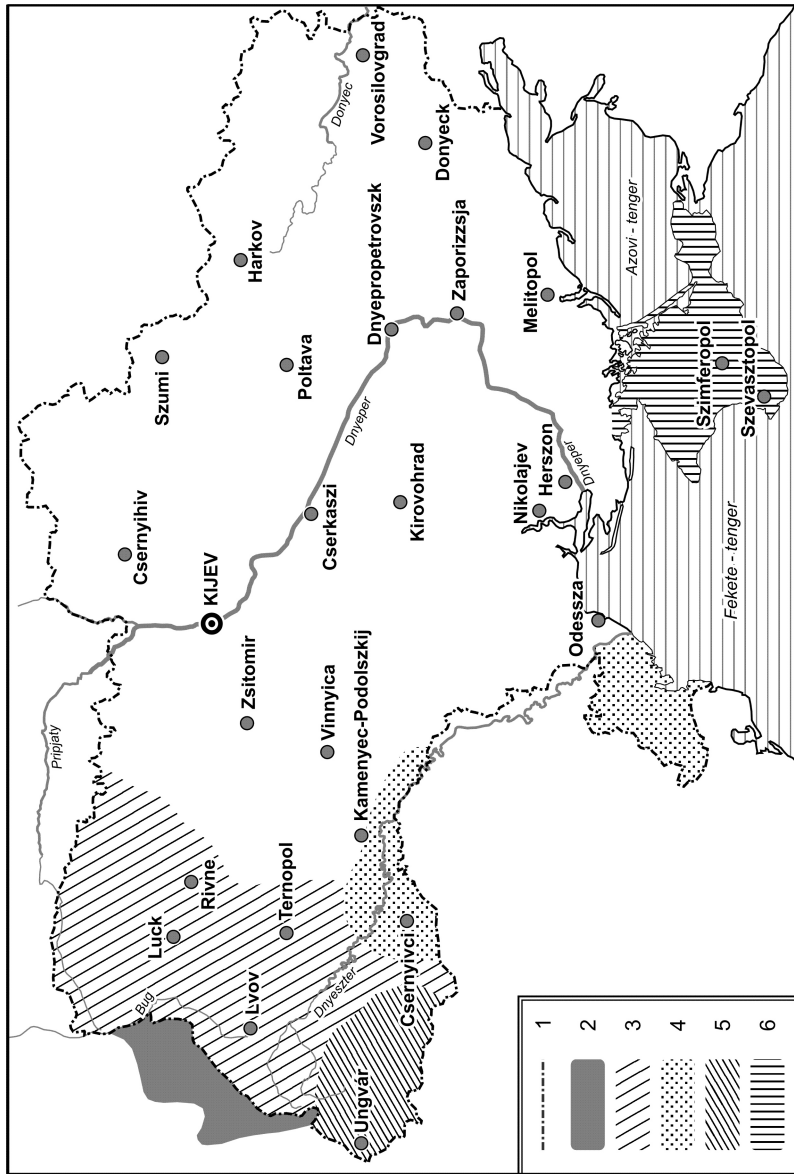 Pripjaty
Csernyihiv
Szumi
Harkov
Donyec
Vorosilovgrad
KIJEV
Zsitomir
Rivne
Luck
Bug
Lvov
Ternopol
Vinnyica
Cserkaszi
Poltava
Dnyeper
Dnyepropetrovszk
Donyeck
Zaporizzsja
Kirovohrad
Kamenyec-Podolszkij
Dnyeszter
Csernyivci
Ungvár
Melitopol
Nikolajev
Herszon
Dnyeper
Odessza
Azovi - tenger
Szimferopol
Szevasztopol
Fekete - tenger
1
2
3
4
5
6